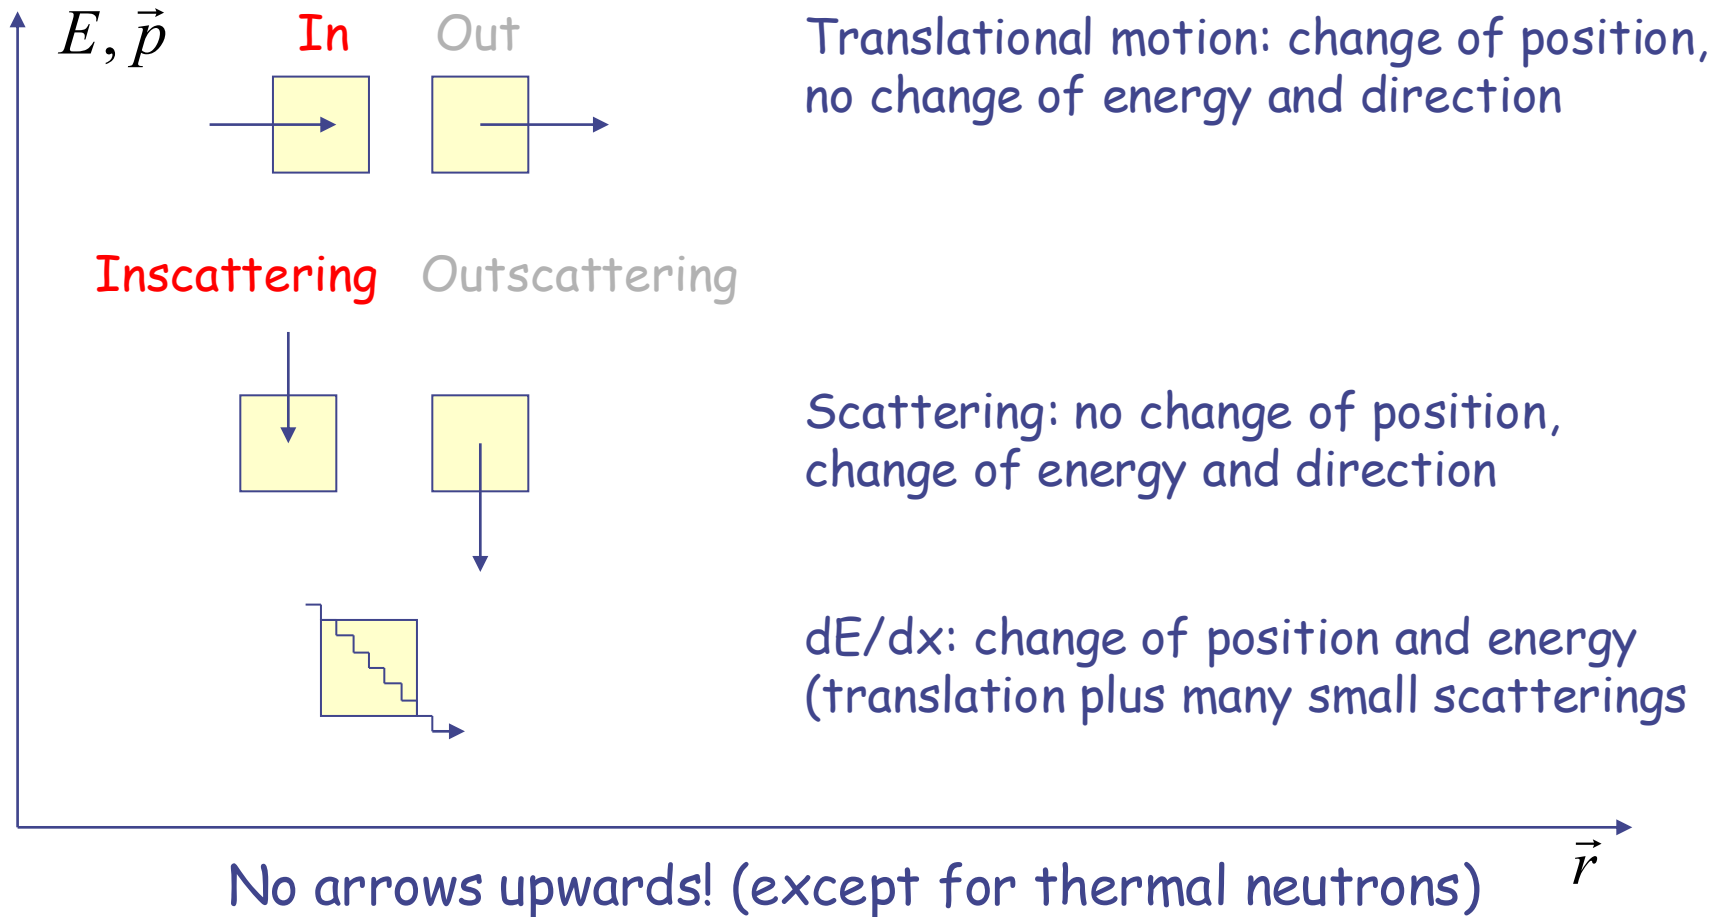 E, p⃗
In Out
Translational motion: change of position,
no change of energy and direction
Inscattering Outscattering
Scattering: no change of position,
change of energy and direction
dE/dx: change of position and energy
(translation plus many small scatterings
r⃗
No arrows upwards! (except for thermal neutrons)